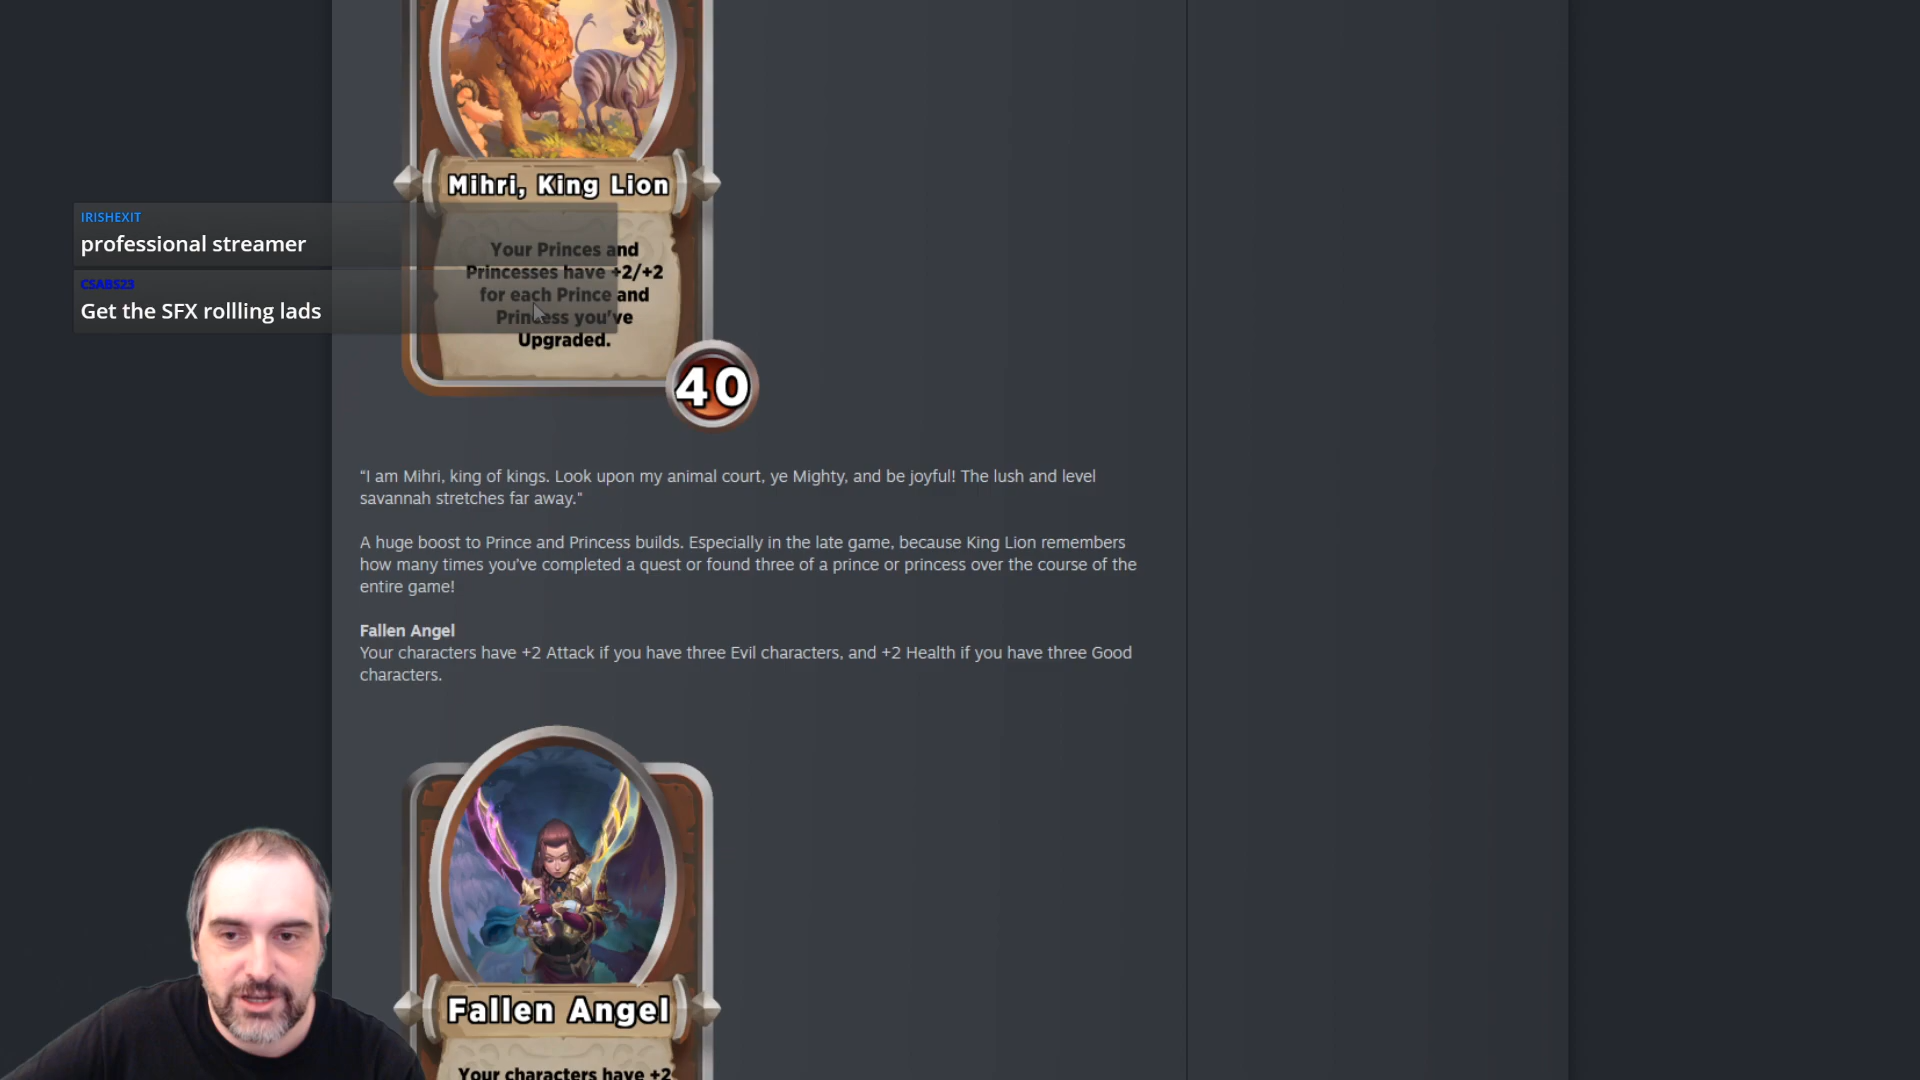 Mihri, King Lion
IRISHEXIT
professional streamer
CSABS23
Get the SFX rollling lads
Your Princes and
Princesses have +2/+2
for each Prince and
Princess you've
Upgraded.
40
“I am Mihri, king of kings. Look upon my animal court, ye Mighty, and be joyful! The lush and level
savannah stretches far away."
A huge boost to Prince and Princess builds. Especially in the late game, because King Lion remembers
how many times you’ve completed a quest or found three of a prince or princess over the course of the
entire game!
Fallen Angel
Your characters have +2 Attack if you have three Evil characters, and +2 Health if you have three Good
characters.
Fallen Angel
Your characters have +2